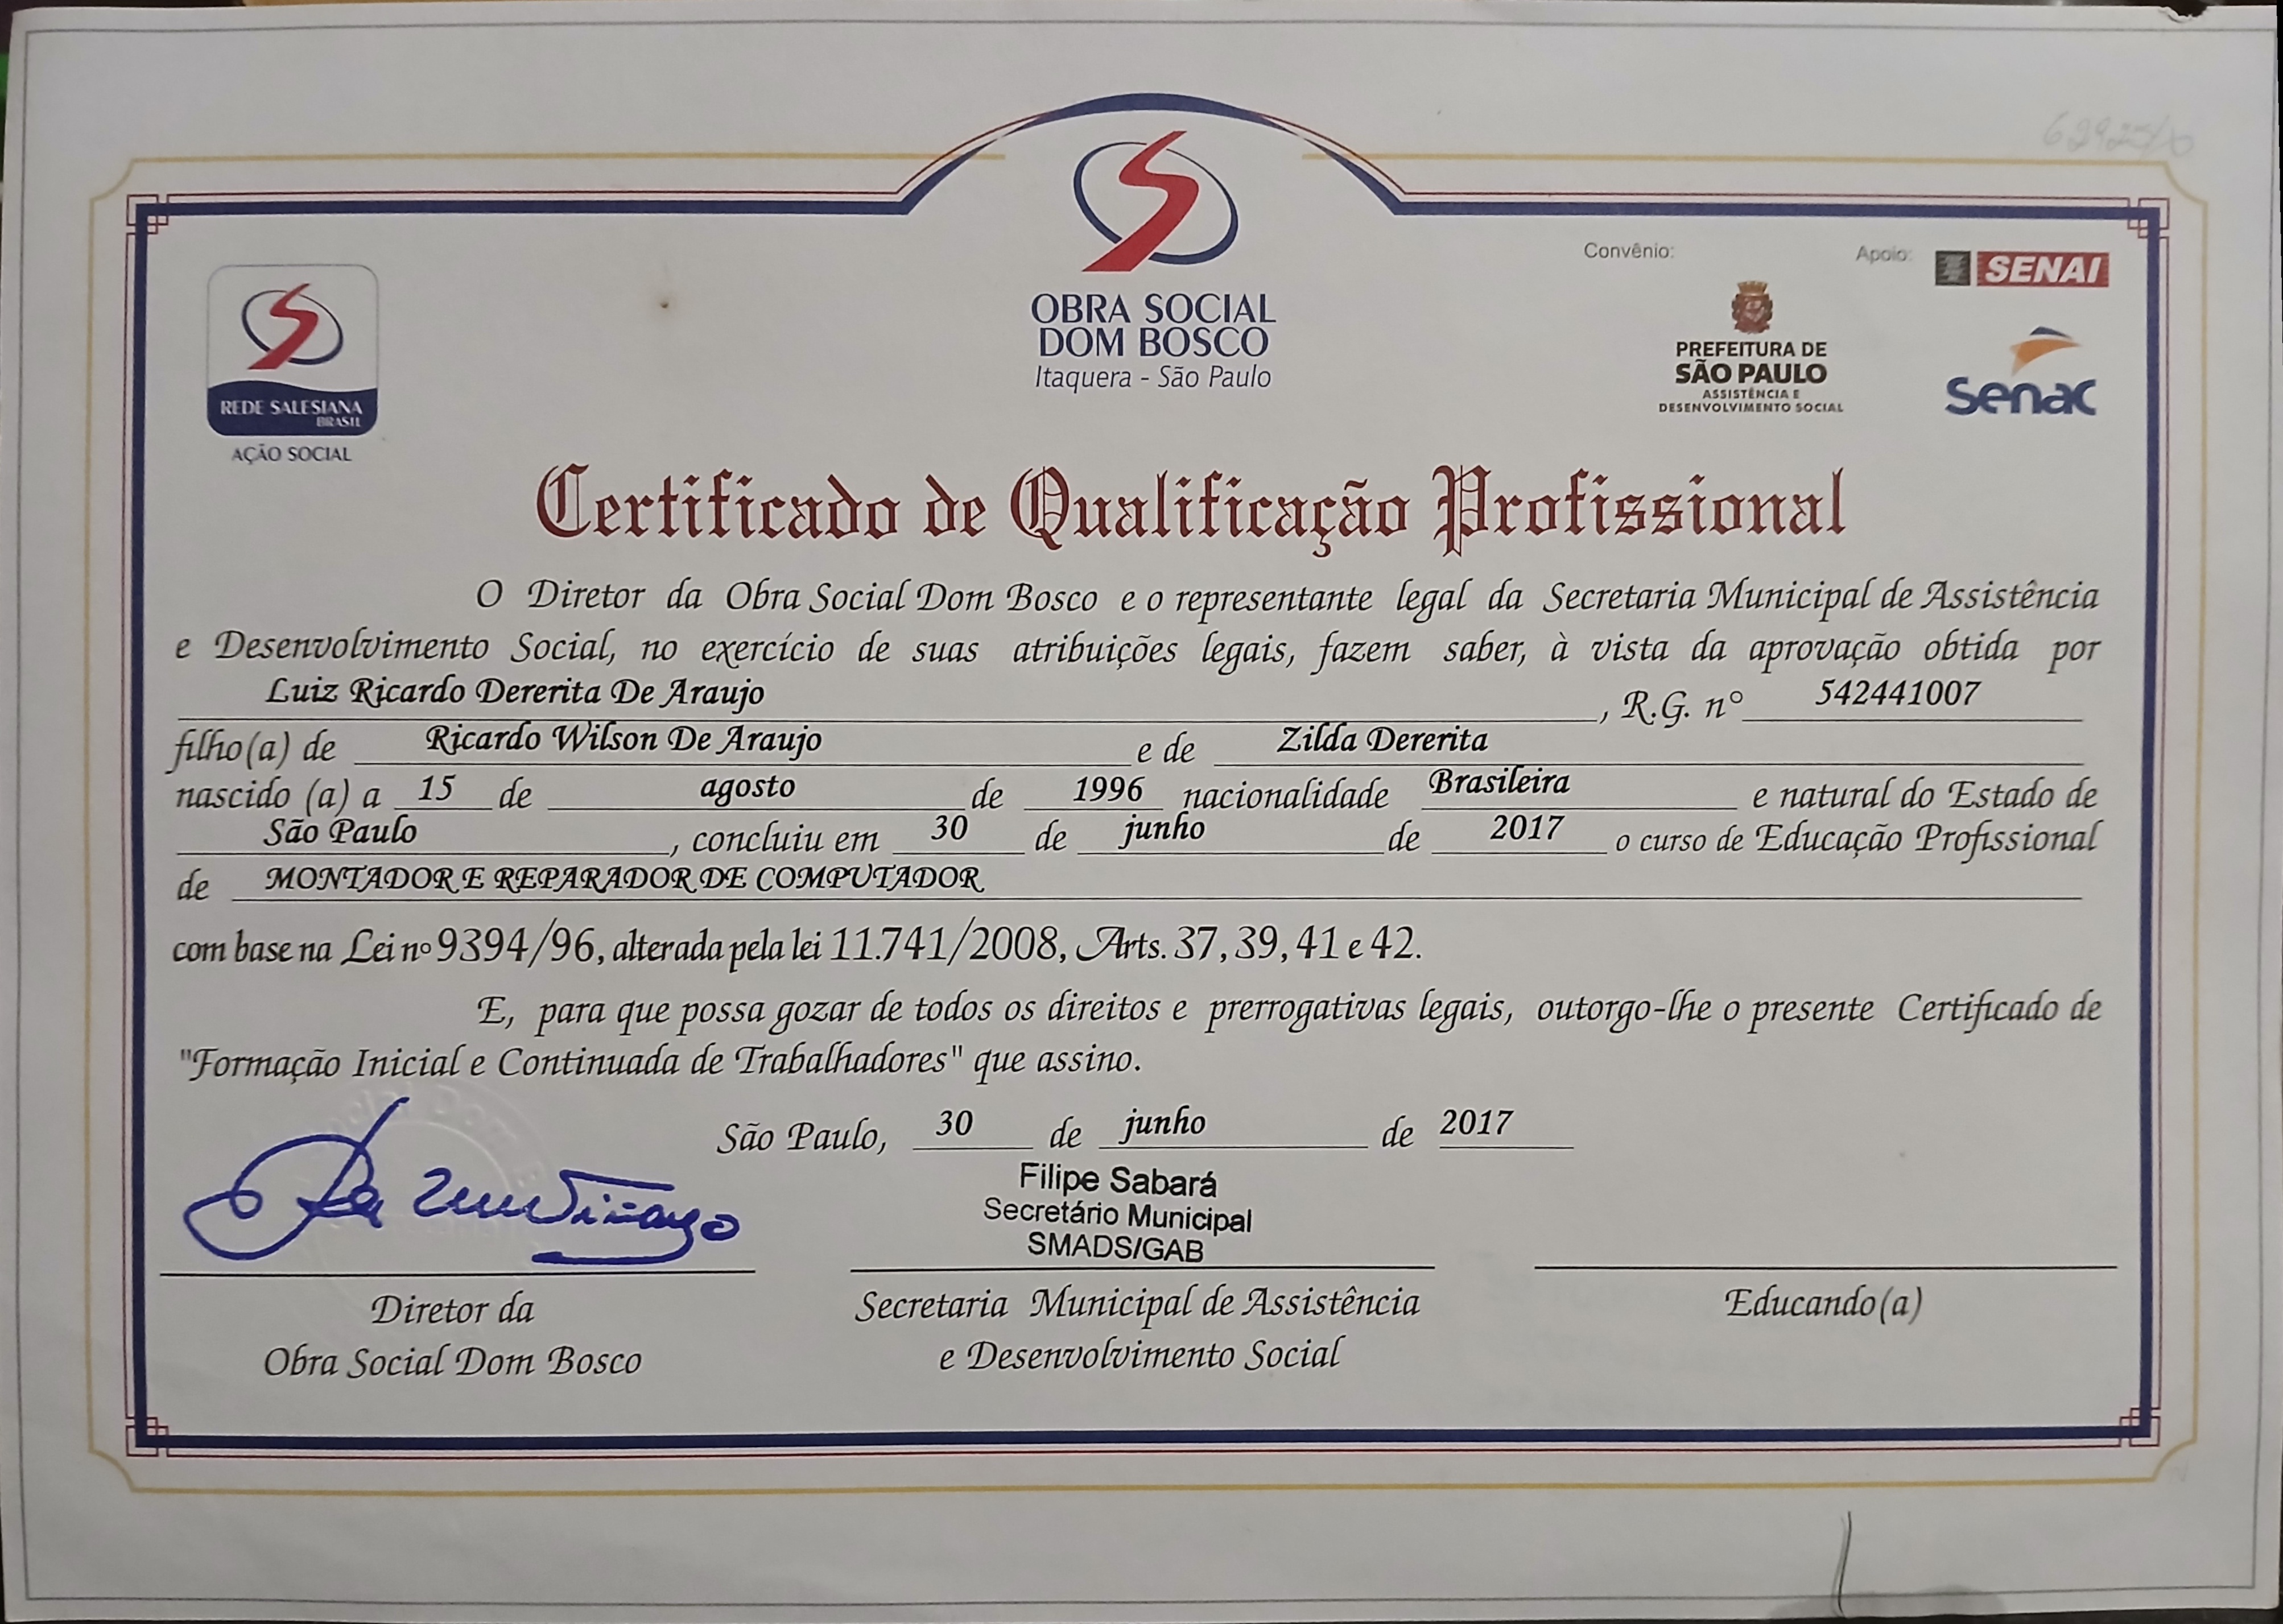 OBRA SOCIAL
DOM BOSCO
Itaquera - São Paulo
REDE SALESIANA
BRASIL
AÇÃO SOCIAL
Convênio:
PREFEITURA DE
SÃO PAULO
ASSISTÊNCIA E
DESENVOLVIMENTO SOCIAL
Apoio:
SENAI
Senac
Certificado de Qualificação Profissional
O Diretor da Obra Social Dom Bosco e o representante legal da Secretaria Municipal de Assistência
e Desenvolvimento Social, no exercício de suas atribuições legais, fazem saber, à vista da aprovação obtida por
Luiz Ricardo Dererita De Araujo, R.G. nº 542441007
filho(a) de Ricardo Wilson De Araujo e de Zilda Dererita
nascido (a) a 15 de agosto de 1996 nacionalidade Brasileira e natural do Estado de
São Paulo, concluiu em 30 de junho de 2017 o curso de Educação Profissional
de MONTADOR E REPARADOR DE COMPUTADOR
com base na Lei nº 9394/96, alterada pela lei 11.741/2008, Arts. 37, 39, 41 e 42.
E, para que possa gozar de todos os direitos e prerrogativas legais, outorgo-lhe o presente Certificado de
"Formação Inicial e Continuada de Trabalhadores" que assino.
São Paulo, 30 de junho de 2017
Filipe Sabará
Secretário Municipal
SMADS/GAB
Diretor da
Obra Social Dom Bosco
Secretaria Municipal de Assistência
e Desenvolvimento Social
Educando(a)